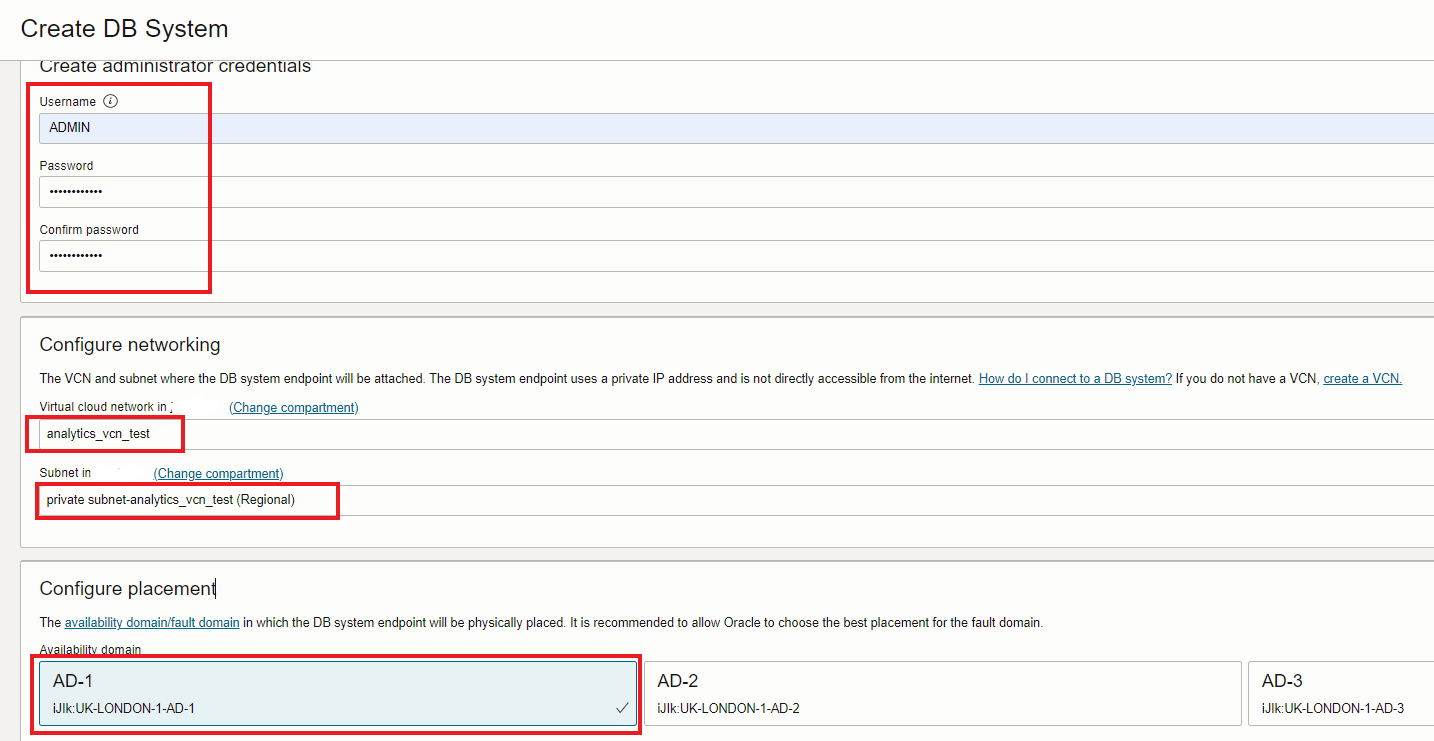 Create DB System
Create administrator credentials
Username
ADMIN
Password
••••••••••••
Confirm password
••••••••••••
Configure networking
The VCN and subnet where the DB system endpoint will be attached. The DB system endpoint uses a private IP address and is not directly accessible from the internet. How do I connect to a DB system? If you do not have a VCN, create a VCN.
Virtual cloud network in (Change compartment)
analytics_vcn_test
Subnet in (Change compartment)
private subnet-analytics_vcn_test (Regional)
Configure placement
The availability domain/fault domain in which the DB system endpoint will be physically placed. It is recommended to allow Oracle to choose the best placement for the fault domain.
Availability domain
AD-1 AD-2 AD-3
iJlk:UK-LONDON-1-AD-1 iJlk:UK-LONDON-1-AD-2 iJlk:UK-LONDON-1-AD-3